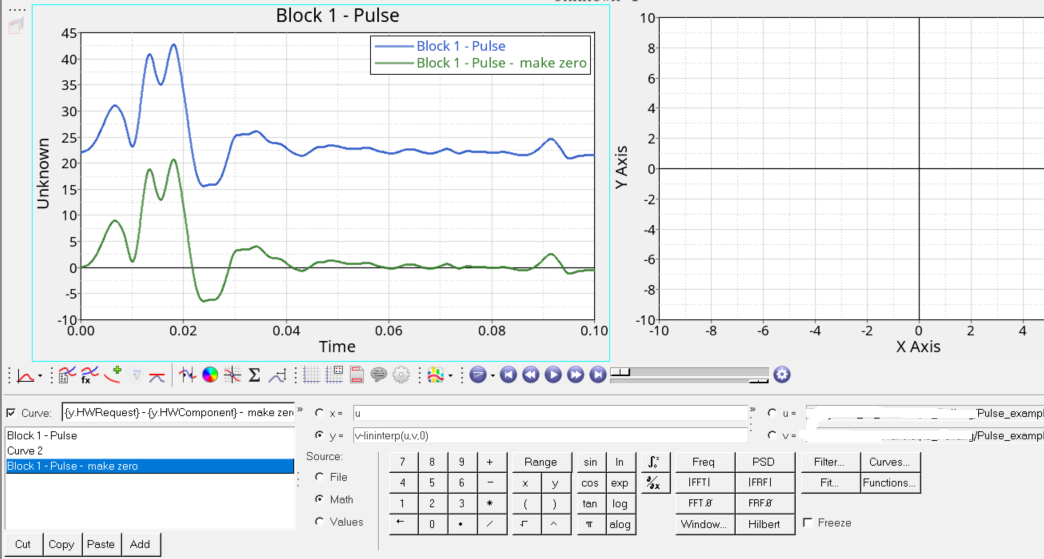 Block 1 - Pulse
Block 1 - Pulse
Block 1 - Pulse - make zero
45
40
35
30
25
20
15
10
5
0
-5
-10
Unknown
0.00 0.02 0.04 0.06 0.08 0.10
Time
10
8
6
4
2
0
-2
-4
-6
-8
-10
Y Axis
-10 -8 -6 -4 -2 0 2 4
X Axis
Curve: {y.HWRequest} - {y.HWComponent} - make zer » x = u » u = Pulse_exampl
y = v-lininterp(u,v,0) v = /Pulse_exampl
Block 1 - Pulse
Curve 2
Block 1 - Pulse - make zero
Source:
File
Math
Values
7 8 9 + Range sin ln Freq PSD Filter... Curves...
4 5 6 - x y cos exp |FFT| |FRF| Fit... Functions...
1 2 3 * ( ) tan log FFT Ø FRF Ø
0 . / ^ π alog Window... Hilbert Freeze
Cut Copy Paste Add